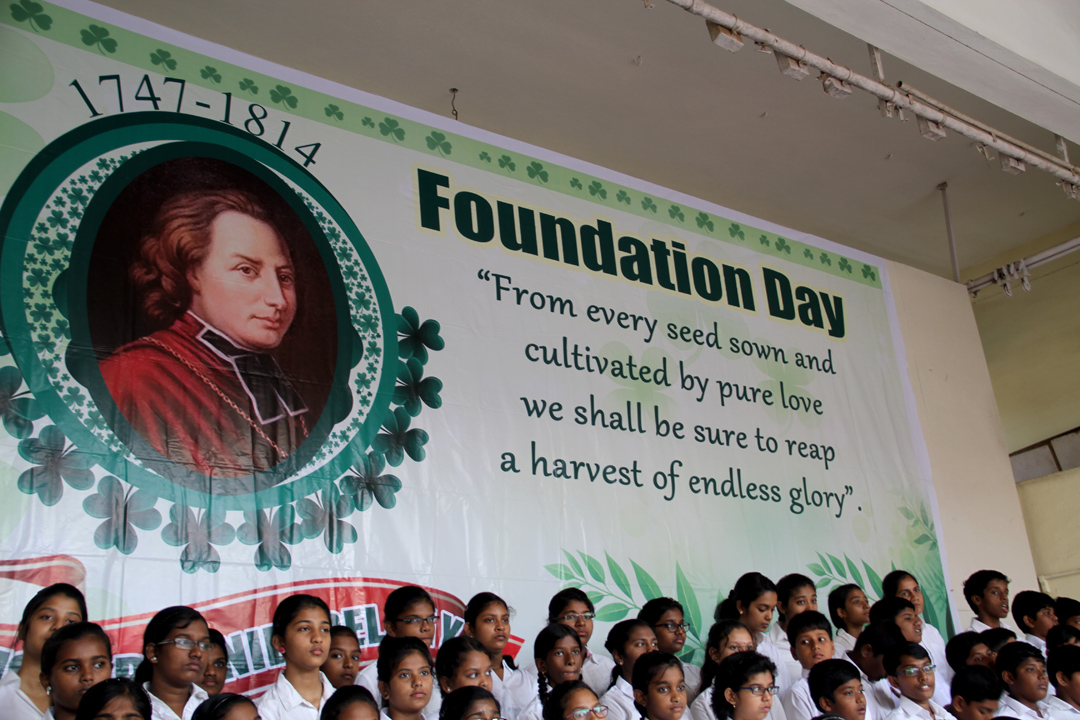 1747-1814
Foundation Day
“From every seed sown and
cultivated by pure love
we shall be sure to reap
a harvest of endless glory”.